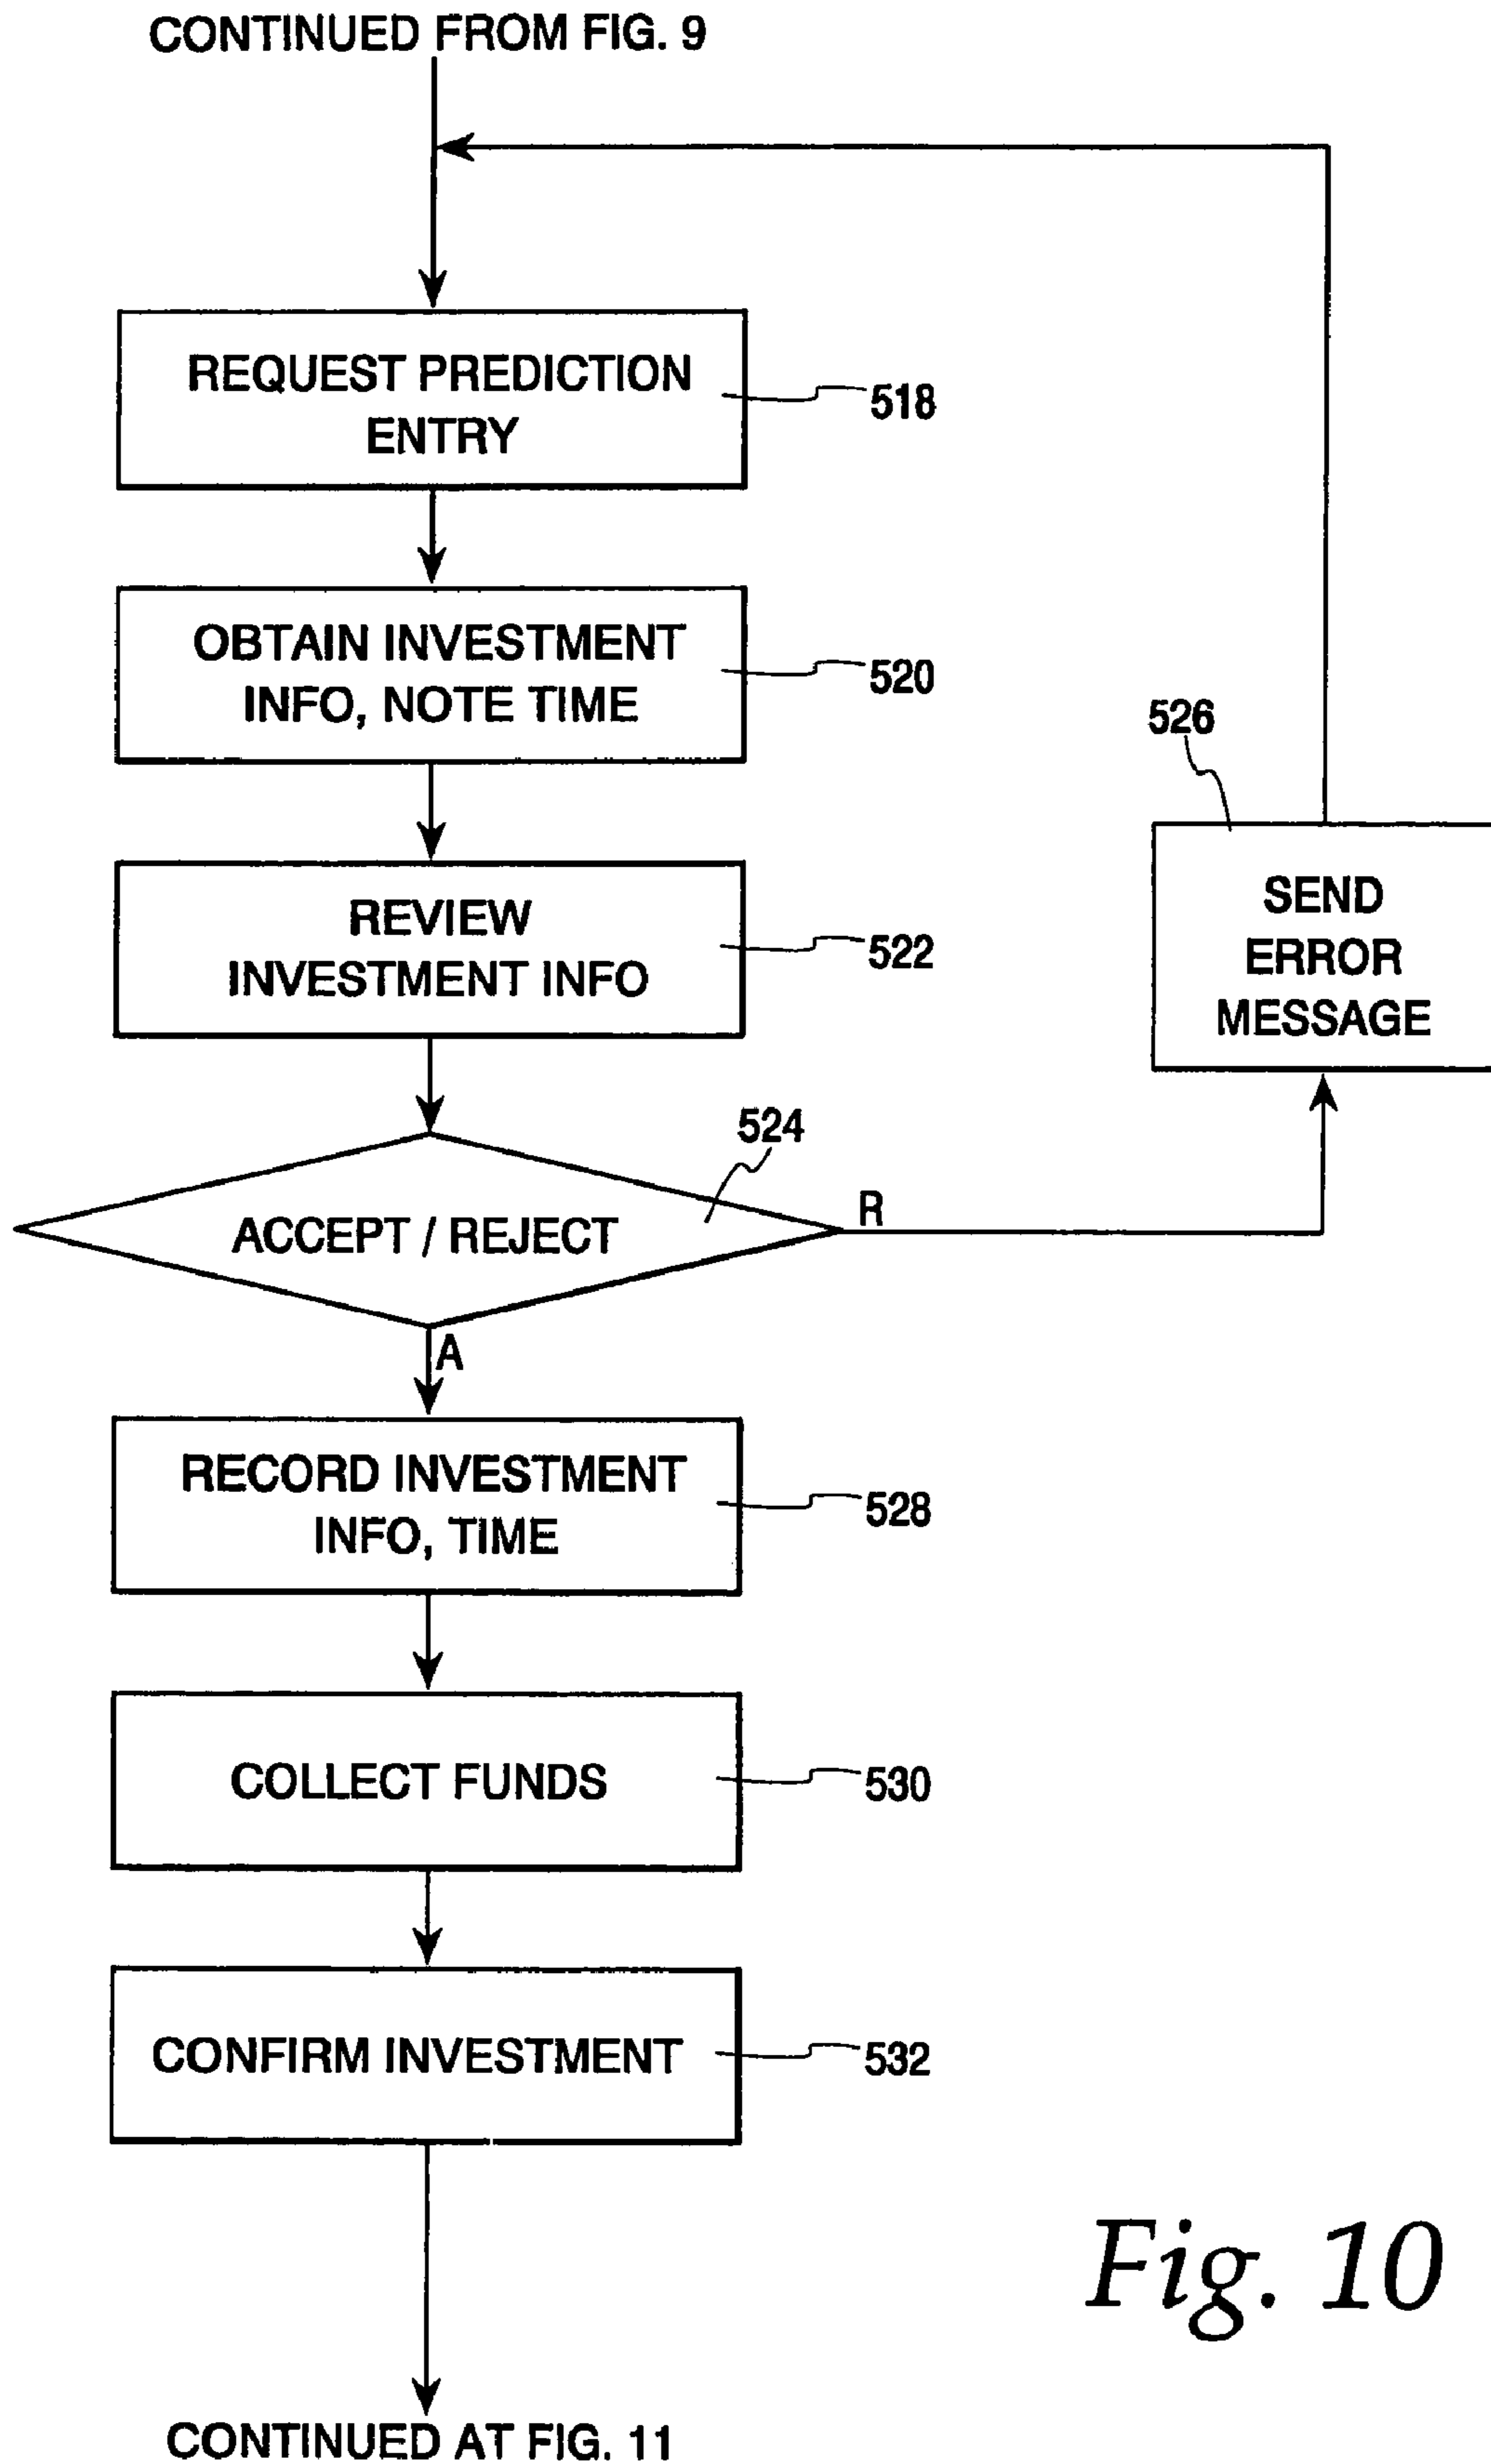 CONTINUED FROM FIG. 9
REQUEST PREDICTION
ENTRY
518
OBTAIN INVESTMENT
INFO, NOTE TIME
520
REVIEW
INVESTMENT INFO
522
526
SEND
ERROR
MESSAGE
524
ACCEPT / REJECT
R
A
RECORD INVESTMENT
INFO, TIME
528
COLLECT FUNDS
530
CONFIRM INVESTMENT
532
CONTINUED AT FIG. 11
Fig. 10